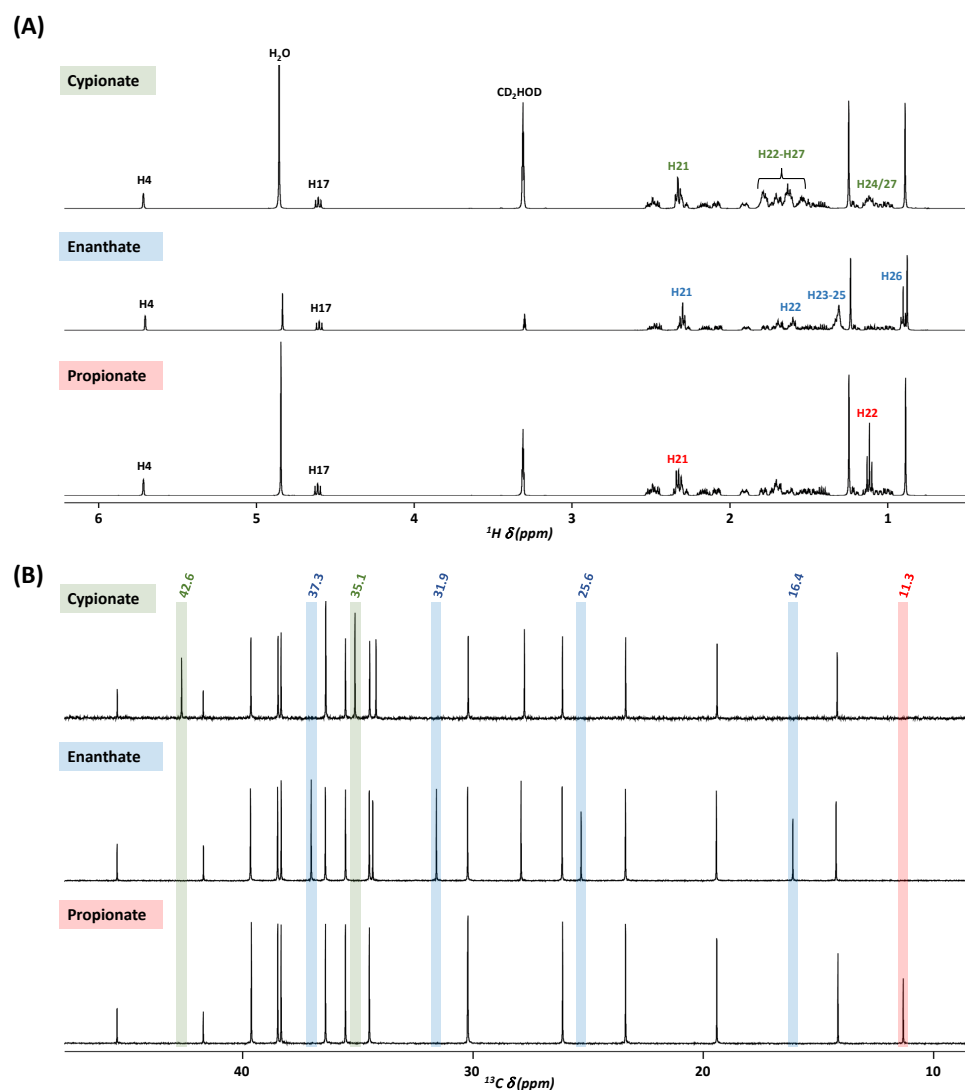 (A)
H₂O
Cypionate
CD₂HOD
H4
H17
H21
H22-H27
H24/27
Enanthate
H4
H17
H21
H22
H23-25
H26
Propionate
H4
H17
H21
H22
6 5 4 3 2 1
¹H δ (ppm)
(B)
42.6 37.3 35.1 31.9 25.6 16.4 11.3
Cypionate
Enanthate
Propionate
40 30 20 10
¹³C δ (ppm)